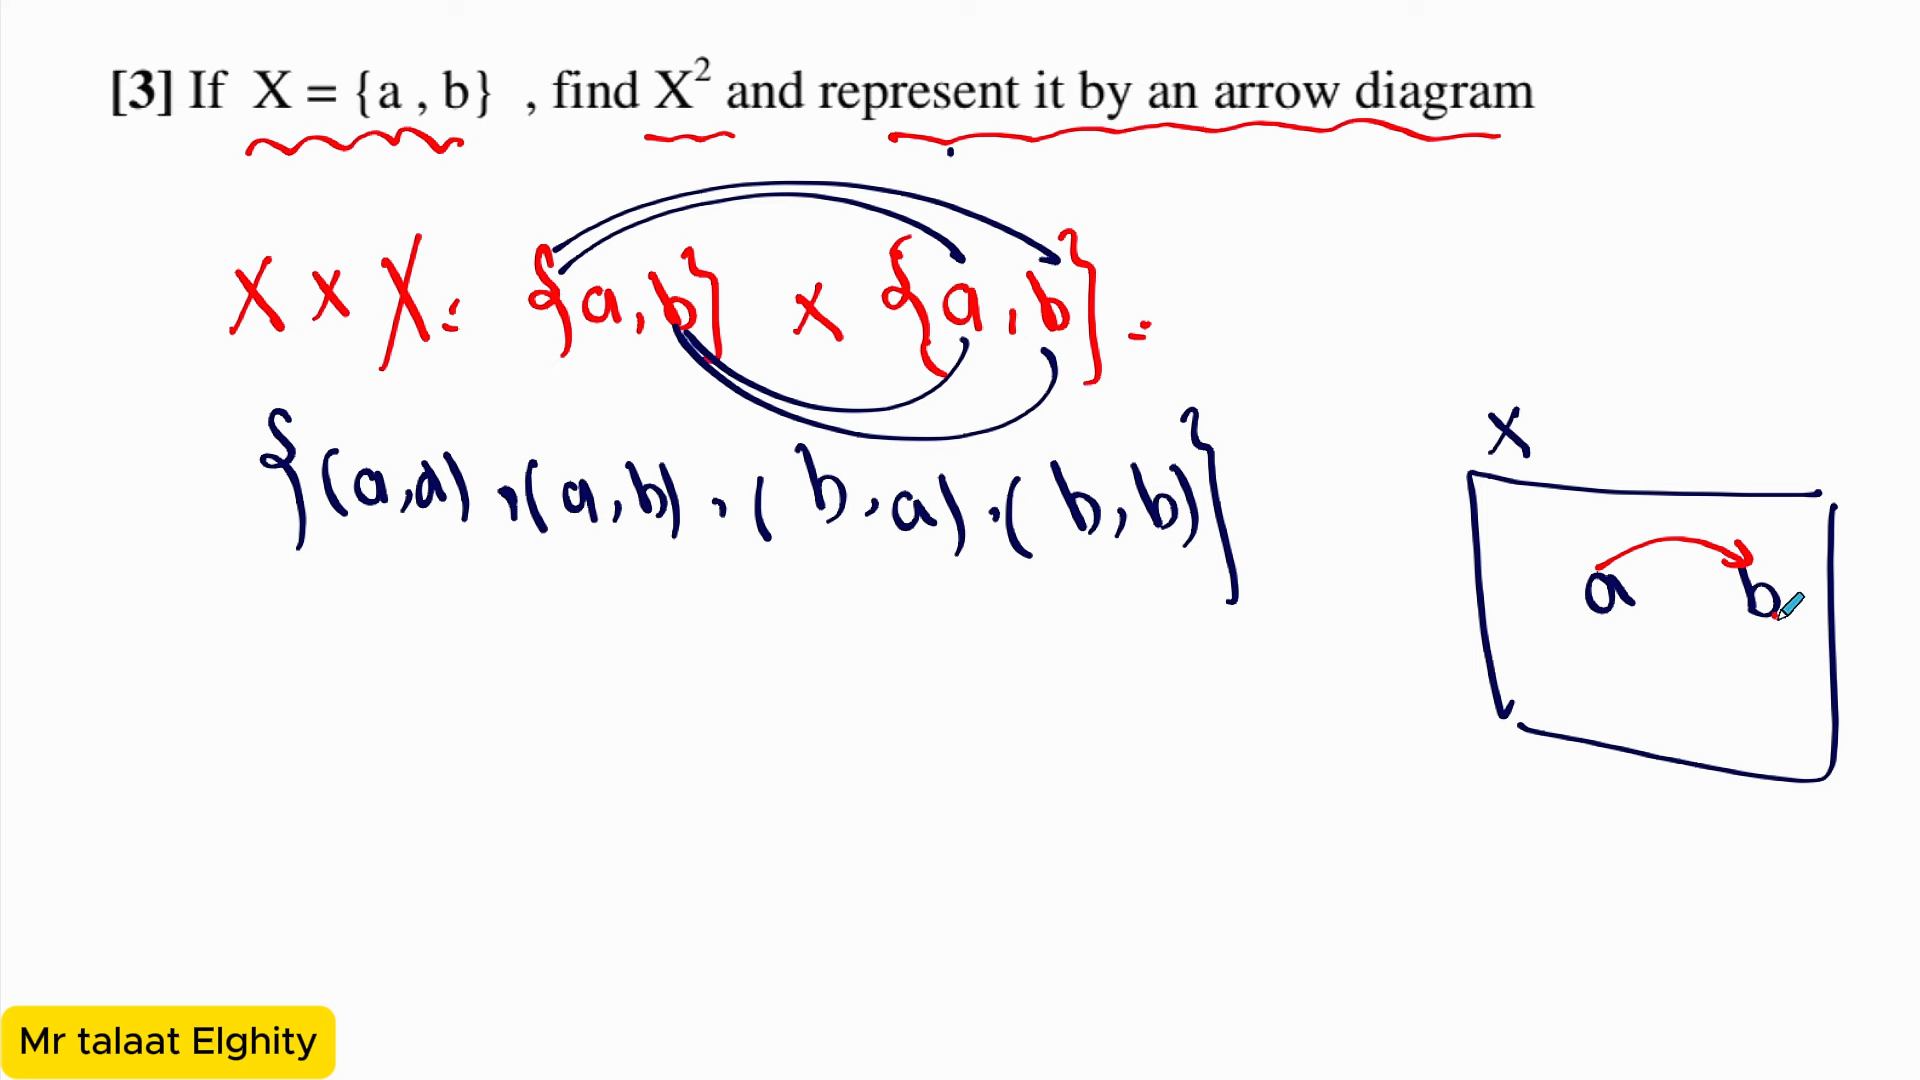 [3] If X = {a , b} , find X² and represent it by an arrow diagram
X × X = {a, b} × {a, b} =
{(a,a), (a,b), (b,a), (b,b)}
X
a b
Mr talaat Elghity